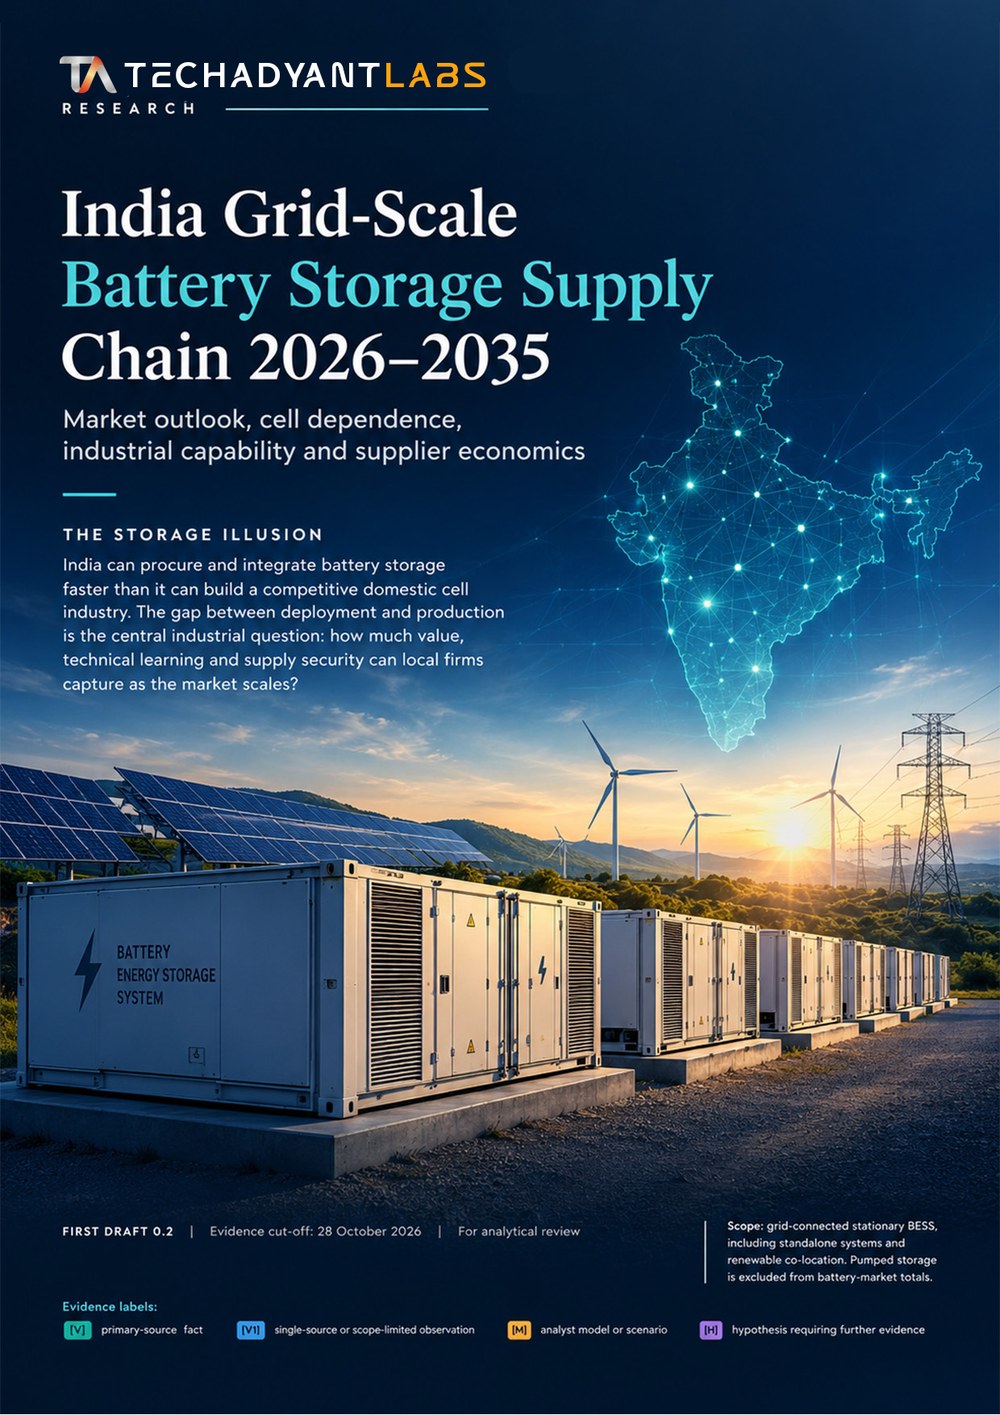 TECHADYANTLABS
RESEARCH
India Grid-Scale
Battery Storage Supply
Chain 2026–2035
Market outlook, cell dependence,
industrial capability and supplier economics
THE STORAGE ILLUSION
India can procure and integrate battery storage
faster than it can build a competitive domestic cell
industry. The gap between deployment and production
is the central industrial question: how much value,
technical learning and supply security can local firms
capture as the market scales?
BATTERY
ENERGY STORAGE
SYSTEM
FIRST DRAFT 0.2 | Evidence cut-off: 28 October 2026 | For analytical review
Scope: grid-connected stationary BESS,
including standalone systems and
renewable co-location. Pumped storage
is excluded from battery-market totals.
Evidence labels:
[V] primary-source fact [V1] single-source or scope-limited observation [M] analyst model or scenario [H] hypothesis requiring further evidence